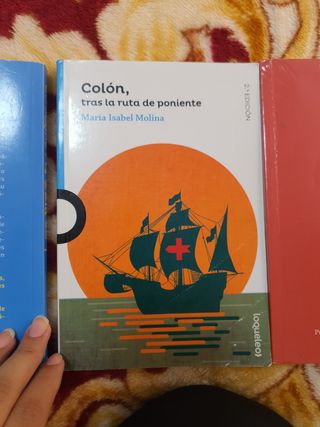 Colón,
tras la ruta de poniente
María Isabel Molina
2.ª EDICIÓN
loqueleo